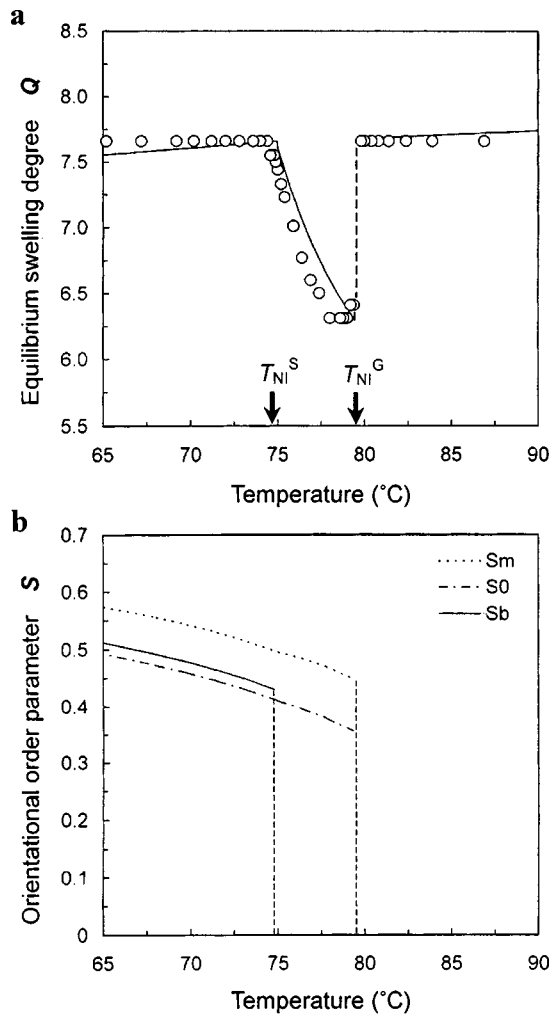 a
8.5
8.0
7.5
7.0
6.5
6.0
5.5
Equilibrium swelling degree Q
T_NI^S
T_NI^G
65 70 75 80 85 90
Temperature (°C)
b
0.7
0.6
0.5
0.4
0.3
0.2
0.1
0
Orientational order parameter S
Sm
S0
Sb
65 70 75 80 85 90
Temperature (°C)